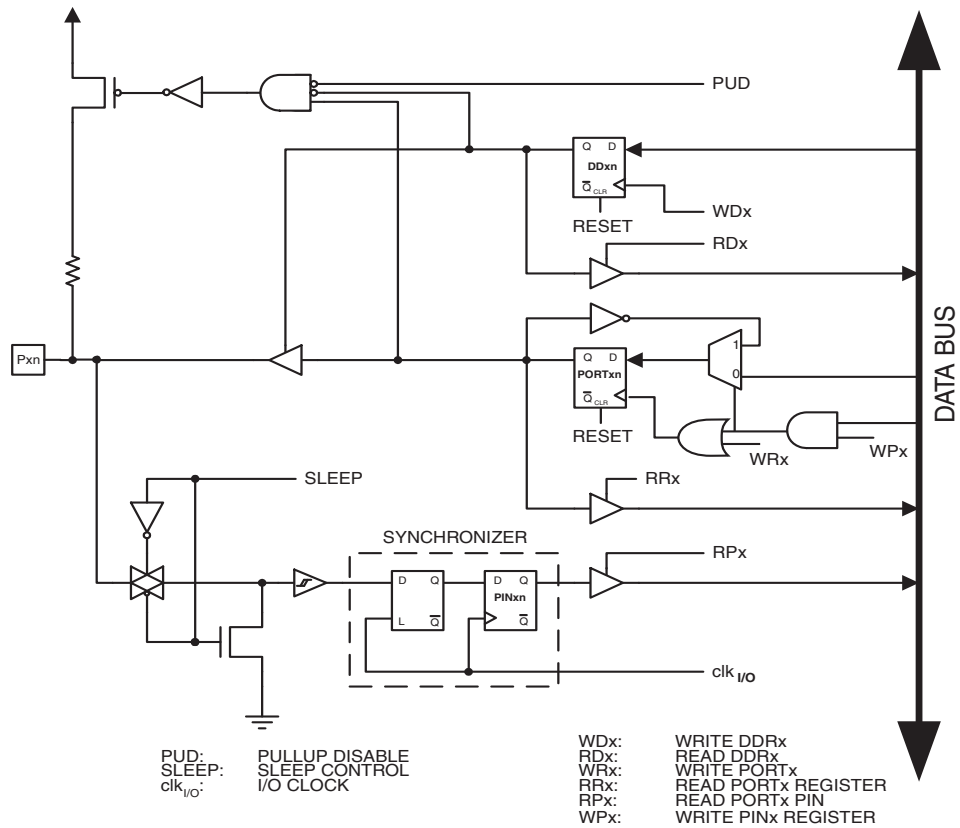 PUD
Q D
DDxn
Q CLR
WDx
RESET
RDx
Pxn
1
Q D
PORTxn
0
Q CLR
RESET
WRx
WPx
DATA BUS
SLEEP
RRx
SYNCHRONIZER
RPx
D Q
D Q
PINxn
L Q
Q
clk I/O
PUD: PULLUP DISABLE
SLEEP: SLEEP CONTROL
clkI/O: I/O CLOCK
WDx: WRITE DDRx
RDx: READ DDRx
WRx: WRITE PORTx
RRx: READ PORTx REGISTER
RPx: READ PORTx PIN
WPx: WRITE PINx REGISTER